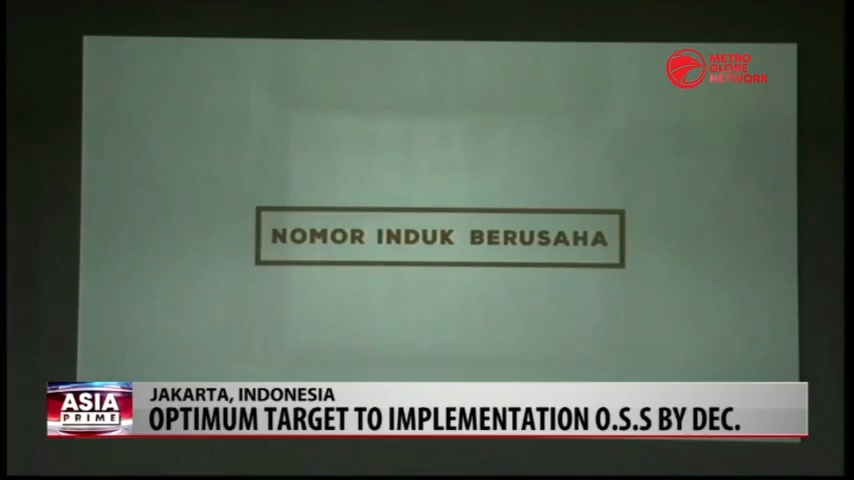 METRO
GLOBE
NETWORK
NOMOR INDUK BERUSAHA
ASIA
PRIME
JAKARTA, INDONESIA
OPTIMUM TARGET TO IMPLEMENTATION O.S.S BY DEC.